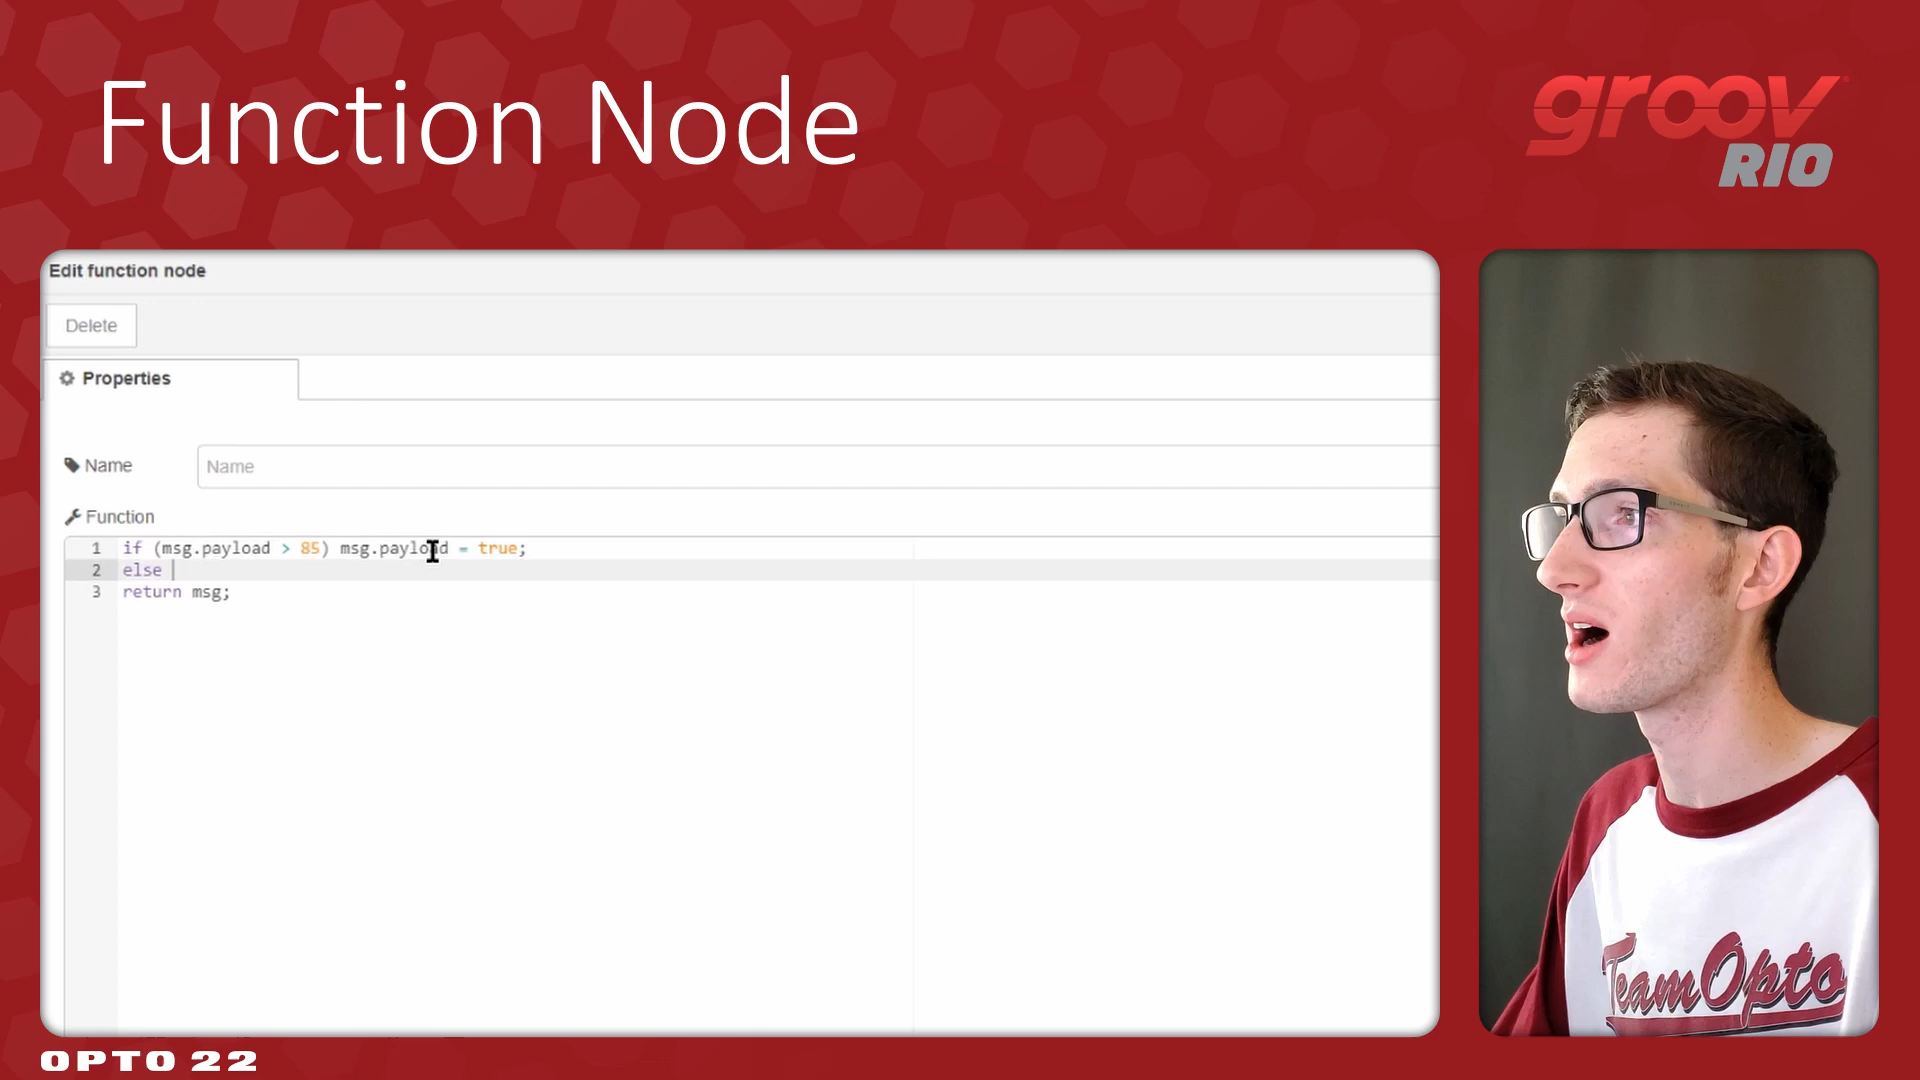 Function Node
groov
RIO
Edit function node
Delete
Properties
Name
Name
Function
1 if (msg.payload > 85) msg.payload = true;
2 else
3 return msg;
TeamOpto
OPTO 22